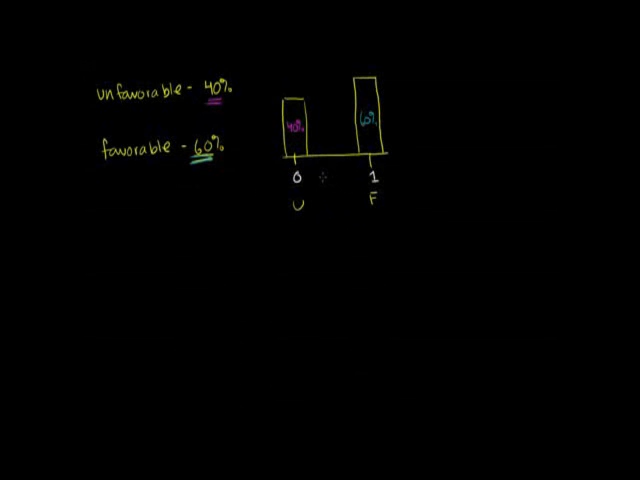 unfavorable - 40%
favorable - 60%
40%
60%
0 1
U F